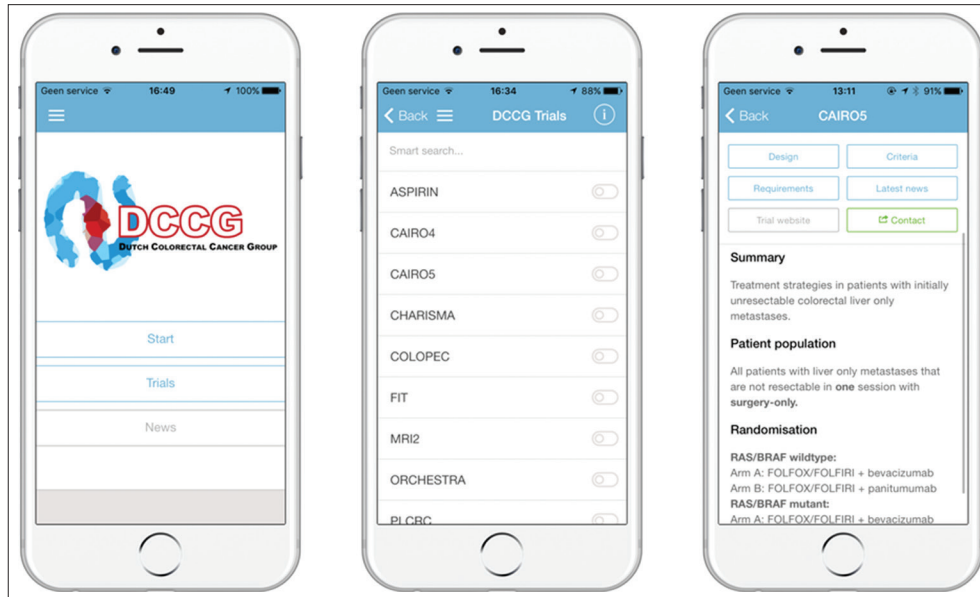 Geen service 16:49 100%
DCCG
DUTCH COLORECTAL CANCER GROUP
Start
Trials
News
Geen service 16:34 88%
Back DCCG Trials i
Smart search...
ASPIRIN
CAIRO4
CAIRO5
CHARISMA
COLOPEC
FIT
MRI2
ORCHESTRA
PLCRC
Geen service 13:11 91%
Back CAIRO5
Design Criteria
Requirements Latest news
Trial website Contact
Summary
Treatment strategies in patients with initially
unresectable colorectal liver only
metastases.
Patient population
All patients with liver only metastases that
are not resectable in one session with
surgery-only.
Randomisation
RAS/BRAF wildtype:
Arm A: FOLFOX/FOLFIRI + bevacizumab
Arm B: FOLFOX/FOLFIRI + panitumumab
RAS/BRAF mutant:
Arm A: FOLFOX/FOLFIRI + bevacizumab